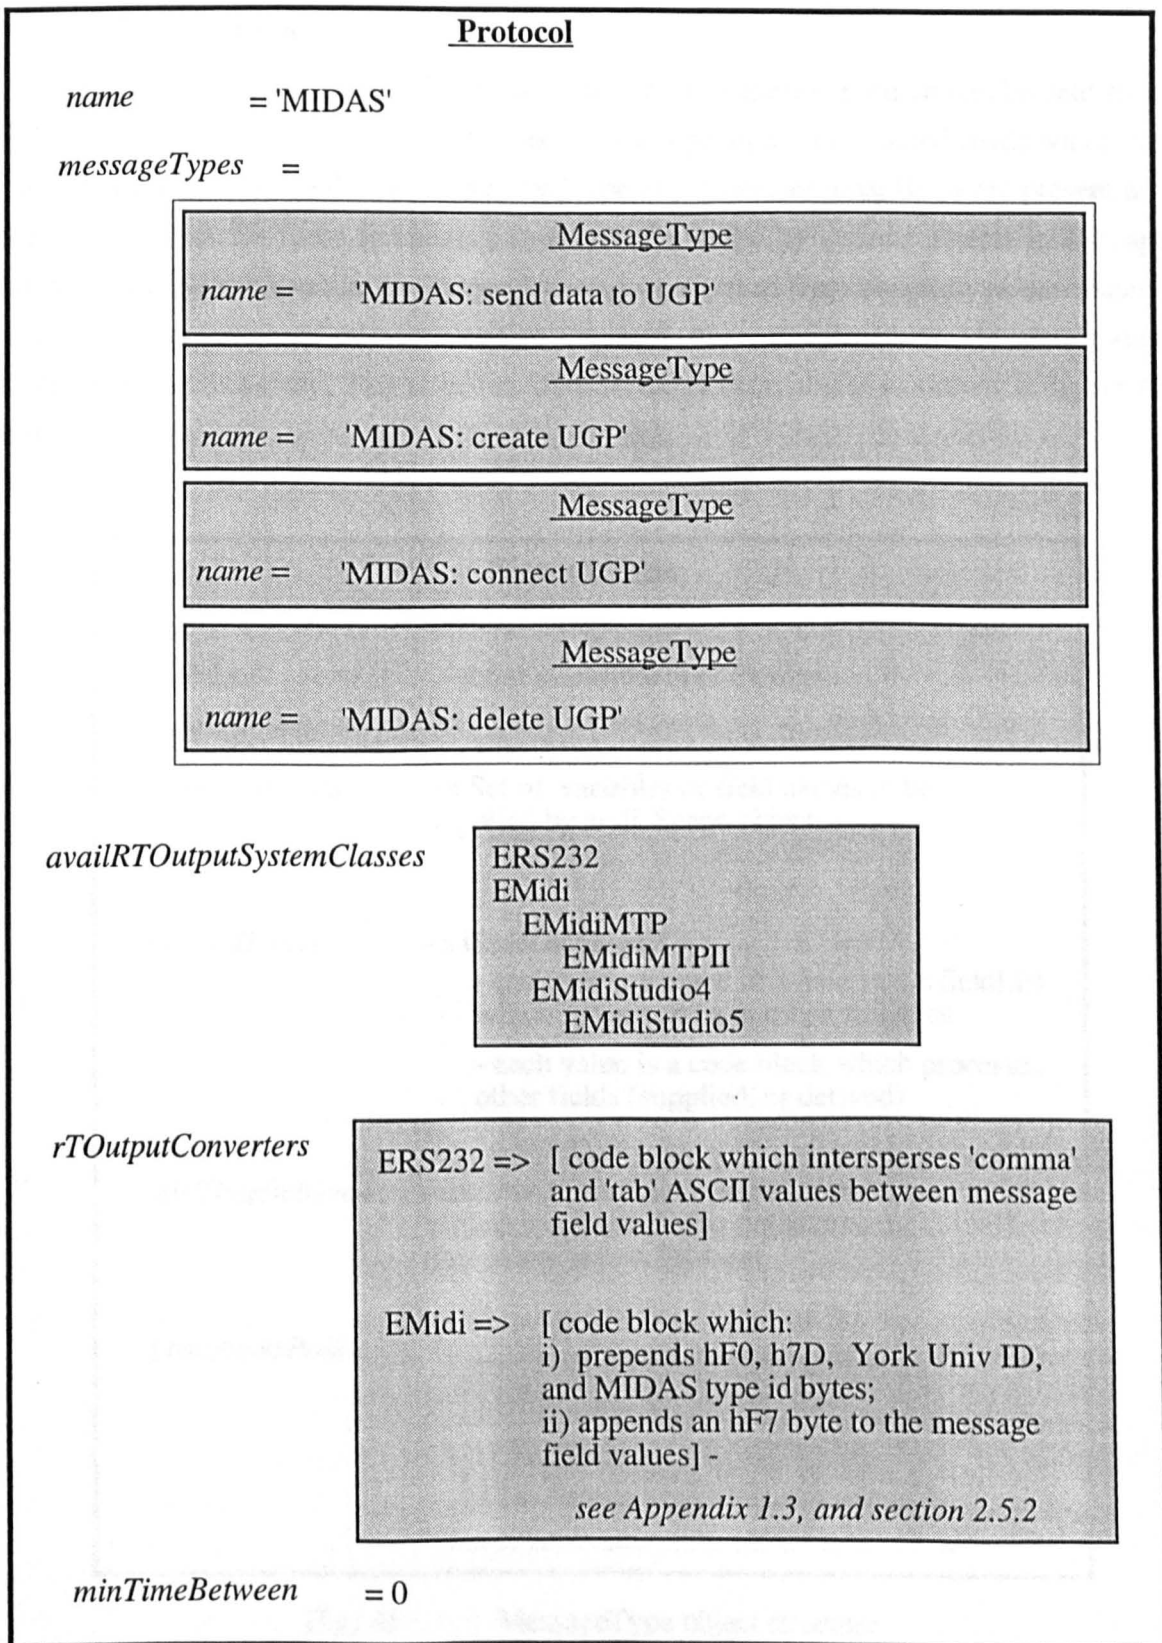 Protocol
name = 'MIDAS'
messageTypes =
MessageType
name = 'MIDAS: send data to UGP'
MessageType
name = 'MIDAS: create UGP'
MessageType
name = 'MIDAS: connect UGP'
MessageType
name = 'MIDAS: delete UGP'
availRTOutputSystemClasses
ERS232
EMidi
EMidiMTP
EMidiMTPII
EMidiStudio4
EMidiStudio5
rTOutputConverters
ERS232 => [ code block which intersperses 'comma'
and 'tab' ASCII values between message
field values]
EMidi => [ code block which:
i) prepends hF0, h7D, York Univ ID,
and MIDAS type id bytes;
ii) appends an hF7 byte to the message
field values] -
see Appendix 1.3, and section 2.5.2
minTimeBetween = 0